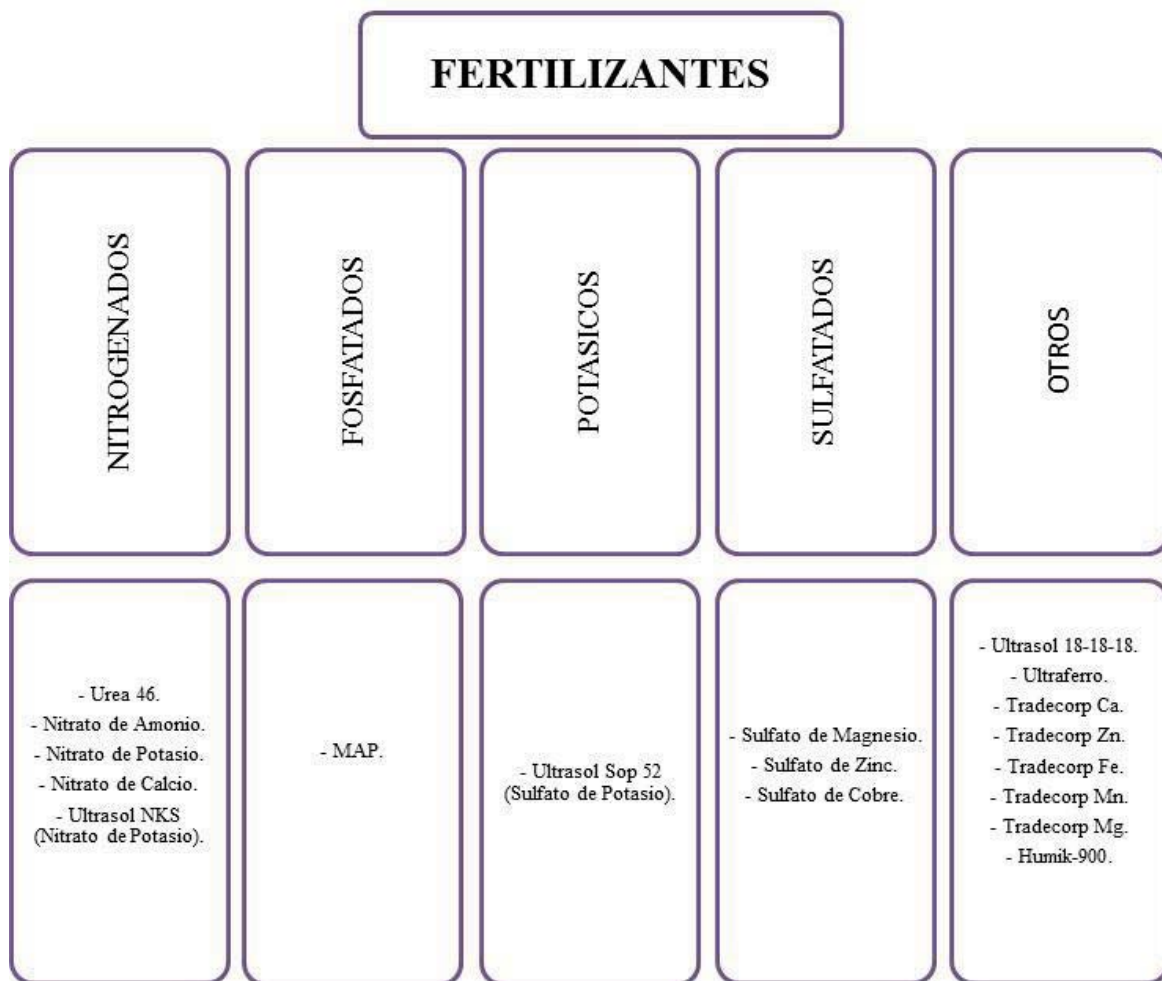 FERTILIZANTES
NITROGENADOS
FOSFATADOS
POTASICOS
SULFATADOS
OTROS
- Urea 46.
- Nitrato de Amonio.
- Nitrato de Potasio.
- Nitrato de Calcio.
- Ultrasol NKS
(Nitrato de Potasio).
- MAP.
- Ultrasol Sop 52
(Sulfato de Potasio).
- Sulfato de Magnesio.
- Sulfato de Zinc.
- Sulfato de Cobre.
- Ultrasol 18-18-18.
- Ultraferro.
- Tradecorp Ca.
- Tradecorp Zn.
- Tradecorp Fe.
- Tradecorp Mn.
- Tradecorp Mg.
- Humik-900.